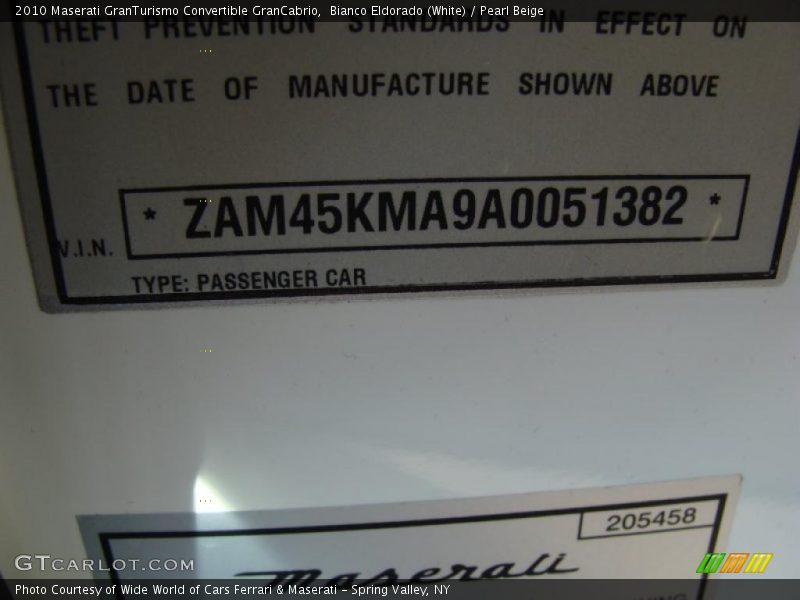 2010 Maserati GranTurismo Convertible GranCabrio,  Bianco Eldorado (White) / Pearl Beige
THEFT PREVENTION STANDARDS IN EFFECT ON
THE DATE OF MANUFACTURE SHOWN ABOVE
V.I.N. * ZAM45KMA9A0051382 *
TYPE: PASSENGER CAR
205458
Maserati
GTCARLOT.COM
Photo Courtesy of Wide World of Cars Ferrari & Maserati - Spring Valley, NY